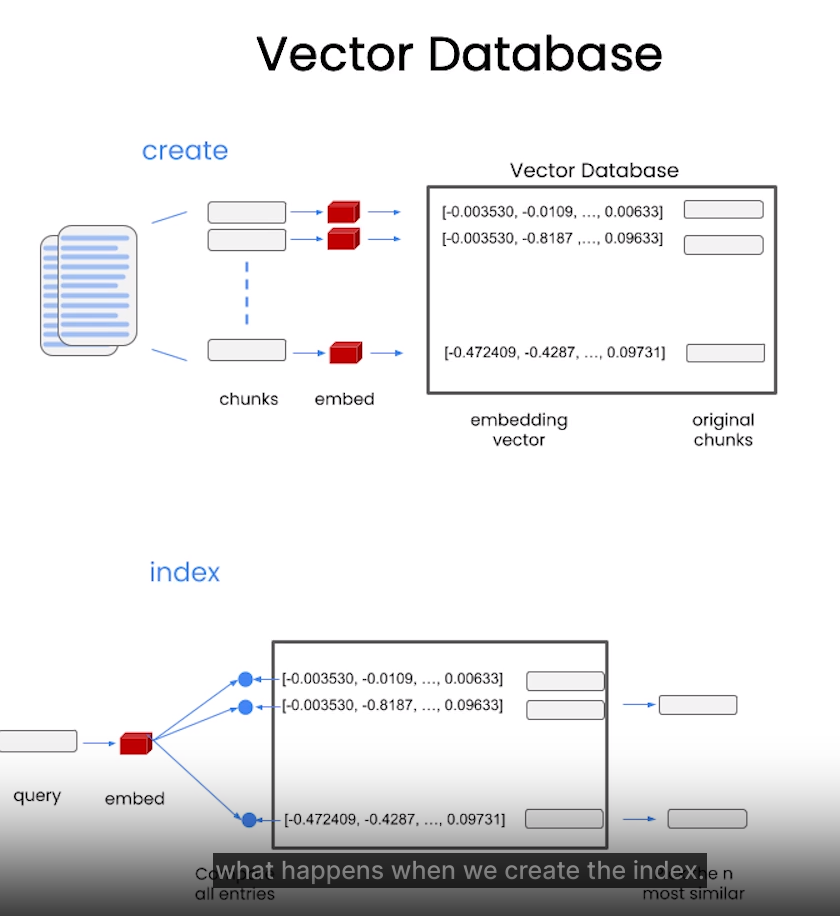 Vector Database
create
Vector Database
[-0.003530, -0.0109, ..., 0.00633]
[-0.003530, -0.8187 ,..., 0.09633]
[-0.472409, -0.4287, ..., 0.09731]
chunks
embed
embedding
vector
original
chunks
index
[-0.003530, -0.0109, ..., 0.00633]
[-0.003530, -0.8187, ..., 0.09633]
query
embed
[-0.472409, -0.4287, ..., 0.09731]
what happens when we create the index.
all entries
n
most similar